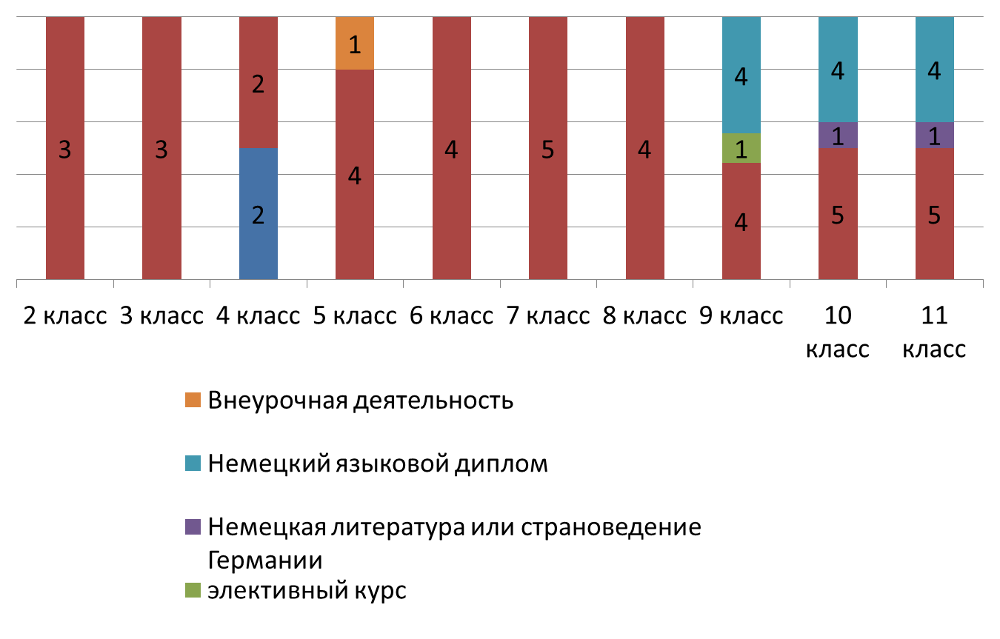 1
2
4
4
4
3
3
4
5
4
1
1
1
4
2
4
5
5
2 класс
3 класс
4 класс
5 класс
6 класс
7 класс
8 класс
9 класс
10
класс
11
класс
2
Внеурочная деятельность
Немецкий языковой диплом
Немецкая литература или страноведение
Германии
элективный курс